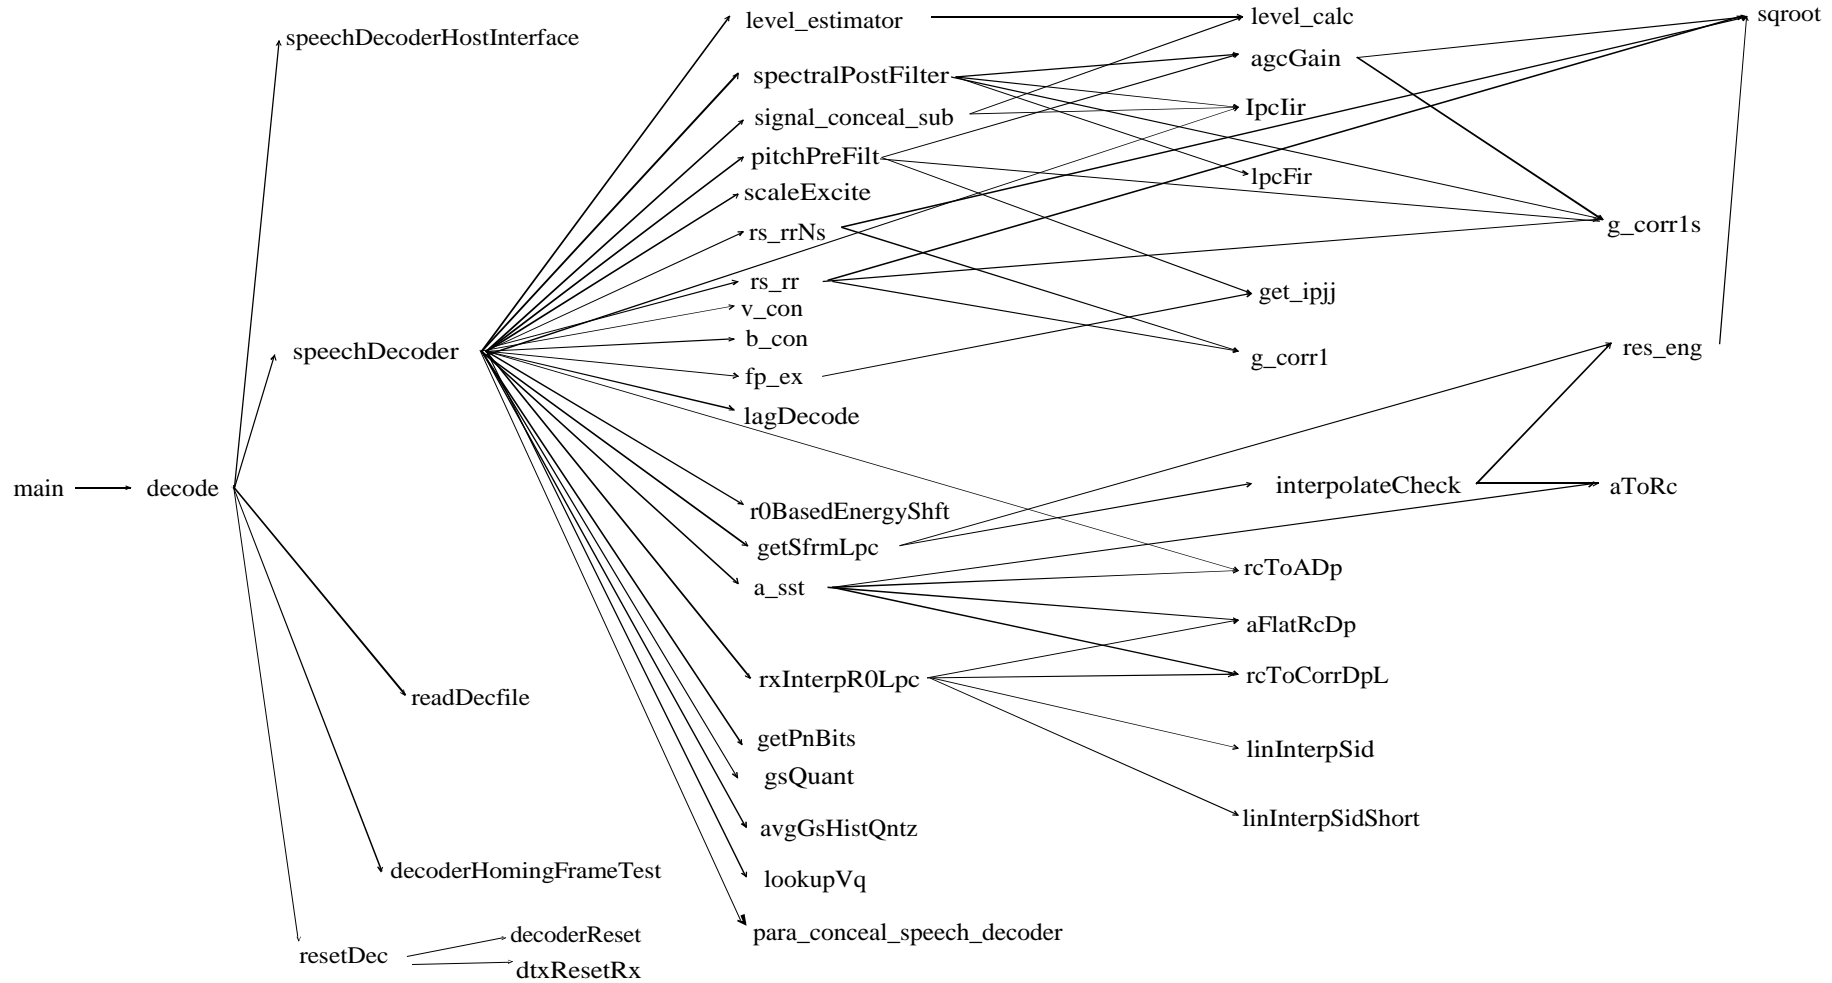 level_estimator
level_calc
sqroot
speechDecoderHostInterface
agcGain
spectralPostFilter
IpcIir
signal_conceal_sub
pitchPreFilt
lpcFir
scaleExcite
g_corr1s
rs_rrNs
rs_rr
get_ipjj
v_con
b_con
speechDecoder
res_eng
g_corr1
fp_ex
lagDecode
main
decode
interpolateCheck
aToRc
r0BasedEnergyShft
getSfrmLpc
rcToADp
a_sst
aFlatRcDp
rxInterpR0Lpc
rcToCorrDpL
readDecfile
getPnBits
linInterpSid
gsQuant
linInterpSidShort
avgGsHistQntz
decoderHomingFrameTest
lookupVq
para_conceal_speech_decoder
decoderReset
resetDec
dtxResetRx